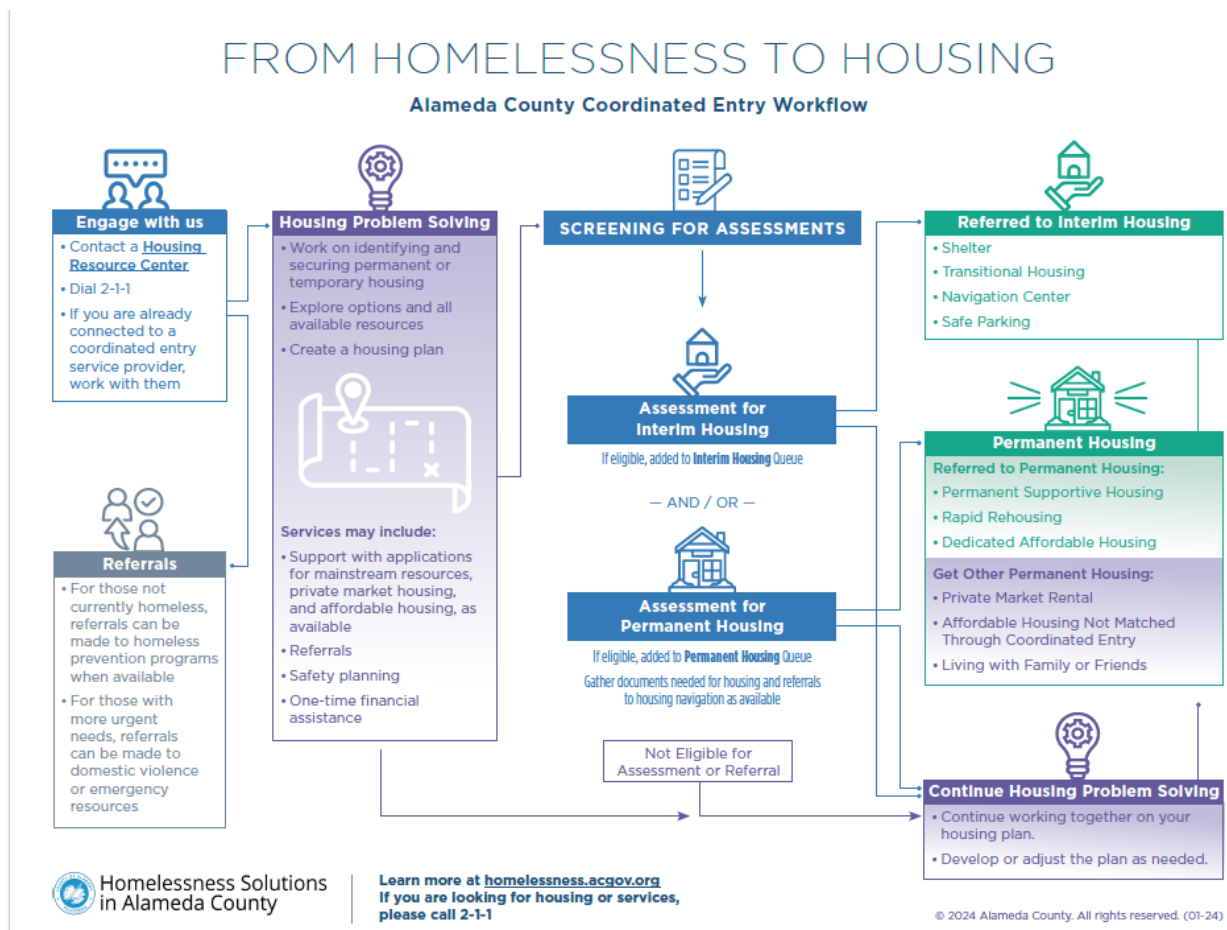 FROM HOMELESSNESS TO HOUSING
Alameda County Coordinated Entry Workflow
Engage with us
• Contact a Housing
Resource Center
• Dial 2-1-1
• If you are already
connected to a
coordinated entry
service provider,
work with them
Referrals
• For those not
currently homeless,
referrals can be
made to homeless
prevention programs
when available
• For those with
more urgent
needs, referrals
can be made to
domestic violence
or emergency
resources
Housing Problem Solving
• Work on identifying and
securing permanent or
temporary housing
• Explore options and all
available resources
• Create a housing plan
Services may include:
• Support with applications
for mainstream resources,
private market housing,
and affordable housing, as
available
• Referrals
• Safety planning
• One-time financial
assistance
SCREENING FOR ASSESSMENTS
Assessment for
Interim Housing
If eligible, added to Interim Housing Queue
— AND / OR —
Assessment for
Permanent Housing
If eligible, added to Permanent Housing Queue
Gather documents needed for housing and referrals
to housing navigation as available
Not Eligible for
Assessment or Referral
Referred to Interim Housing
• Shelter
• Transitional Housing
• Navigation Center
• Safe Parking
Permanent Housing
Referred to Permanent Housing:
• Permanent Supportive Housing
• Rapid Rehousing
• Dedicated Affordable Housing
Get Other Permanent Housing:
• Private Market Rental
• Affordable Housing Not Matched
Through Coordinated Entry
• Living with Family or Friends
Continue Housing Problem Solving
• Continue working together on your
housing plan.
• Develop or adjust the plan as needed.
Homelessness Solutions
in Alameda County
Learn more at homelessness.acgov.org
If you are looking for housing or services,
please call 2-1-1
© 2024 Alameda County. All rights reserved. (01-24)